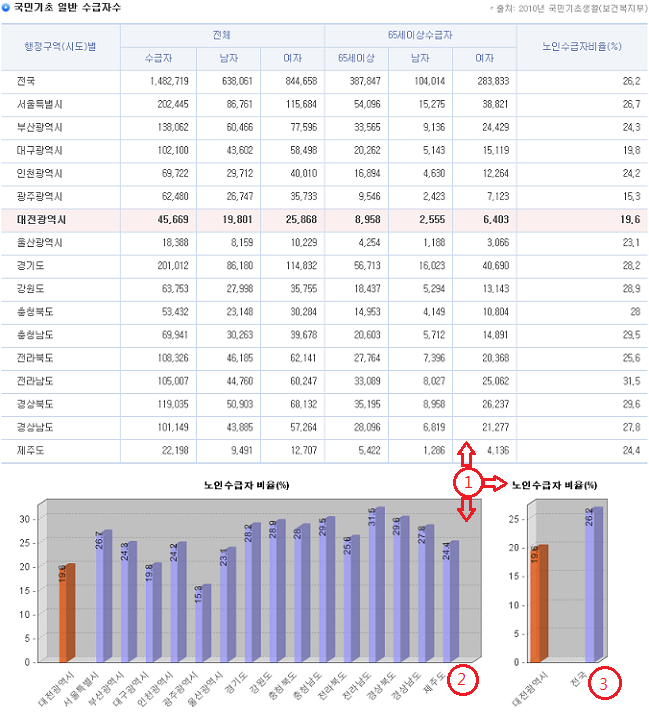 국민기초 일반 수급자수
* 출처: 2010년 국민기초생활(보건복지부)
행정구역(시도)별 전체 65세이상수급자 노인수급자비율(%)
수급자 남자 여자 65세이상 남자 여자
전국 1,482,719 638,061 844,658 387,847 104,014 283,833 26,2
서울특별시 202,445 86,761 115,684 54,096 15,275 38,821 26,7
부산광역시 138,062 60,466 77,596 33,565 9,136 24,429 24,3
대구광역시 102,100 43,602 58,498 20,262 5,143 15,119 19,8
인천광역시 69,722 29,712 40,010 16,894 4,630 12,264 24,2
광주광역시 62,480 26,747 35,733 9,546 2,423 7,123 15,3
대전광역시 45,669 19,801 25,868 8,958 2,555 6,403 19,6
울산광역시 18,388 8,159 10,229 4,254 1,188 3,066 23,1
경기도 201,012 86,180 114,832 56,713 16,023 40,690 28,2
강원도 63,753 27,998 35,755 18,437 5,294 13,143 28,9
충청북도 53,432 23,148 30,284 14,953 4,149 10,804 28
충청남도 69,941 30,263 39,678 20,603 5,712 14,891 29,5
전라북도 108,326 46,185 62,141 27,764 7,396 20,368 25,6
전라남도 105,007 44,760 60,247 33,089 8,027 25,062 31,5
경상북도 119,035 50,903 68,132 35,195 8,958 26,237 29,6
경상남도 101,149 43,885 57,264 28,096 6,819 21,277 27,8
제주도 22,198 9,491 12,707 5,422 1,286 4,136 24,4
1
노인수급자 비율(%)
30
25
20
15
10
5
0
19.6 26.7 24.3 19.8 24.2 15.3 23.1 28.2 28.9 28 29.5 25.6 31.5 29.6 27.8 24.4
대전광역시 서울특별시 부산광역시 대구광역시 인천광역시 광주광역시 울산광역시 경기도 강원도 충청북도 충청남도 전라북도 전라남도 경상북도 경상남도 제주도
2
노인수급자 비율(%)
25
20
15
10
5
0
19.6 26.2
대전광역시 전국
3